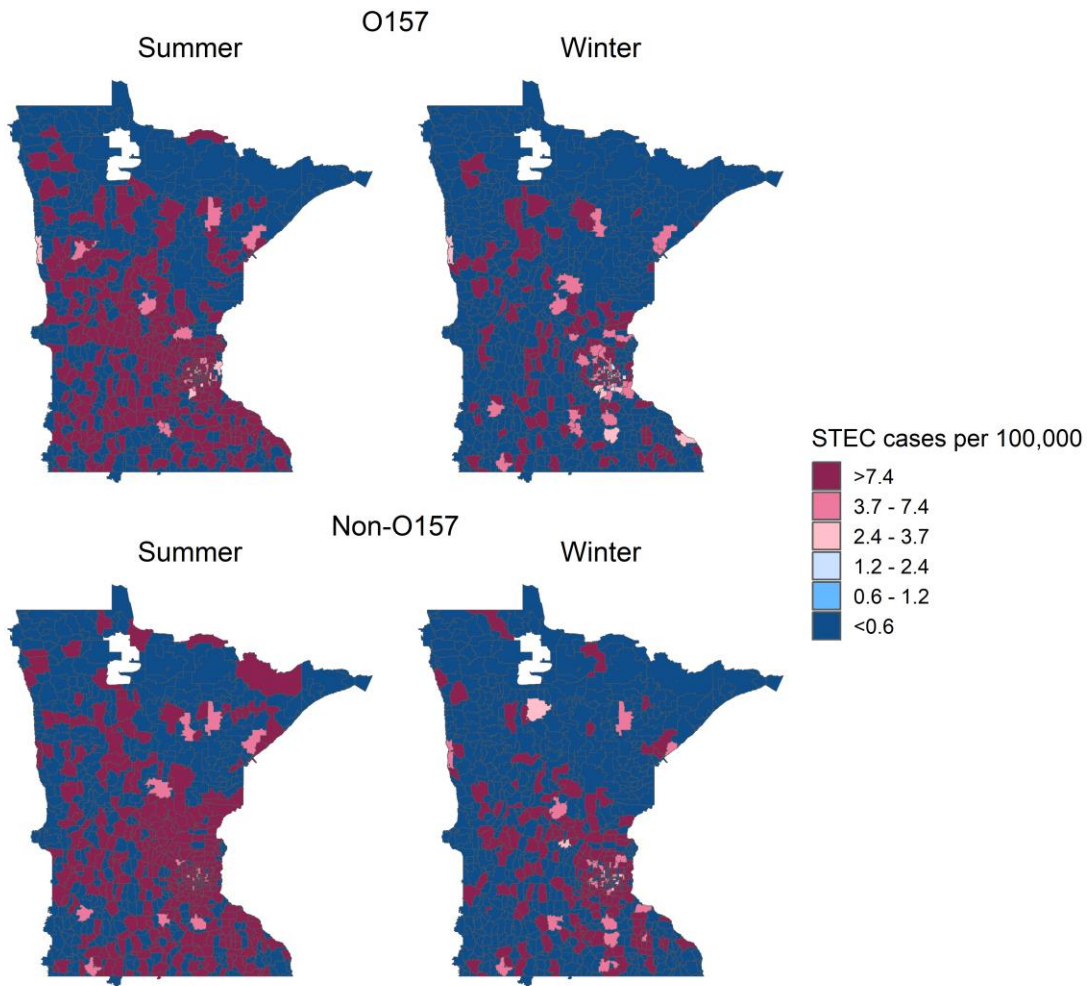 O157
Summer
Winter
STEC cases per 100,000
>7.4
3.7 - 7.4
2.4 - 3.7
1.2 - 2.4
0.6 - 1.2
<0.6
Non-O157
Summer
Winter